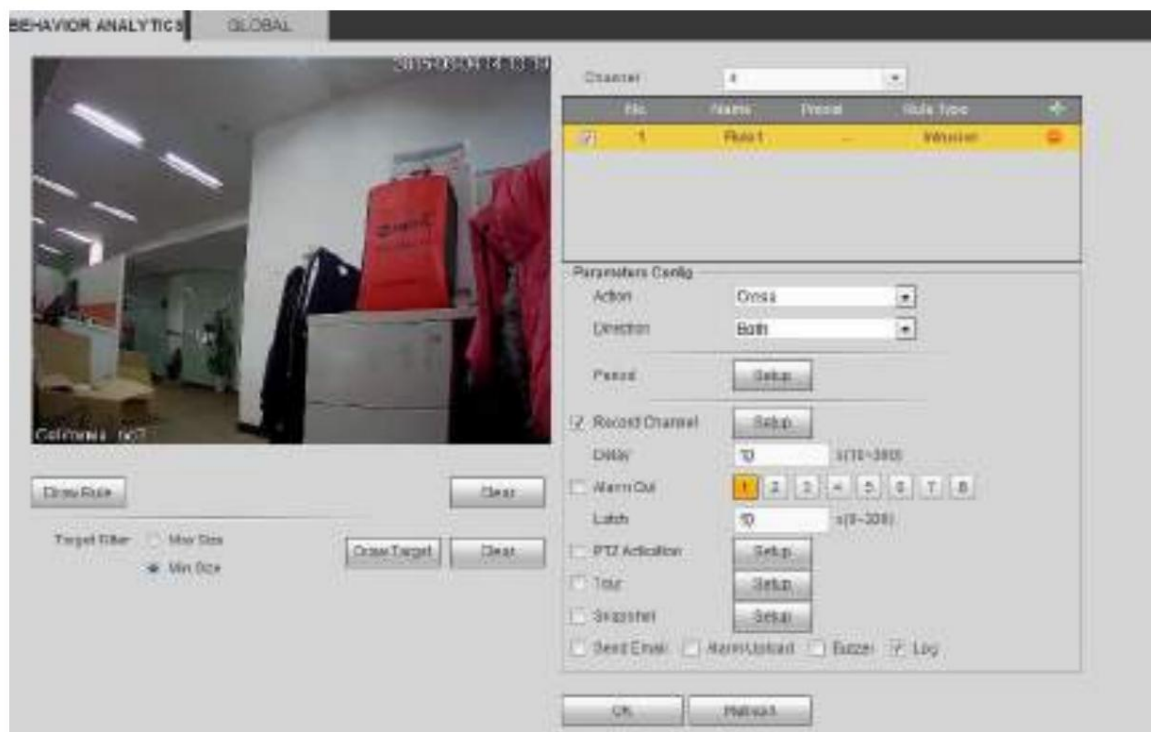 BEHAVIOR ANALYTICS GLOBAL
Channel 4
No. Name Preset Rule Type
1 Rule1 --- Intrusion
Parameters Config
Action Cross
Direction Both
Period Setup
Record Channel Setup
Delay 10 s(10~300)
Alarm Out 1 2 3 4 5 6 7 8
Latch 10 s(0~300)
PTZ Activation Setup
Tour Setup
Snapshot Setup
Send Email Alarm Upload Buzzer Log
OK Refresh
Draw Rule Clear
Target Filter Max Size
Min Size
Draw Target Clear